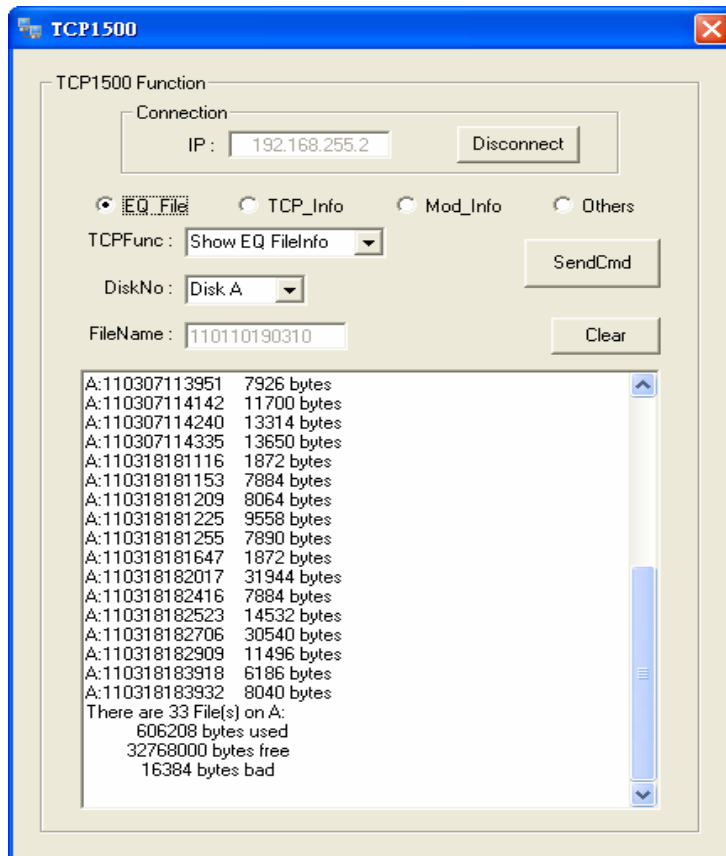 TCP1500
TCP1500 Function
Connection
IP : 192.168.255.2 Disconnect
EQ_File TCP_Info Mod_Info Others
TCPFunc : Show EQ FileInfo
SendCmd
DiskNo : Disk A
FileName : 110110190310 Clear
A:110307113951 7926 bytes
A:110307114142 11700 bytes
A:110307114240 13314 bytes
A:110307114335 13650 bytes
A:110318181116 1872 bytes
A:110318181153 7884 bytes
A:110318181209 8064 bytes
A:110318181225 9558 bytes
A:110318181255 7890 bytes
A:110318181647 1872 bytes
A:110318182017 31944 bytes
A:110318182416 7884 bytes
A:110318182523 14532 bytes
A:110318182706 30540 bytes
A:110318182909 11496 bytes
A:110318183918 6186 bytes
A:110318183932 8040 bytes
There are 33 File(s) on A:
606208 bytes used
32768000 bytes free
16384 bytes bad